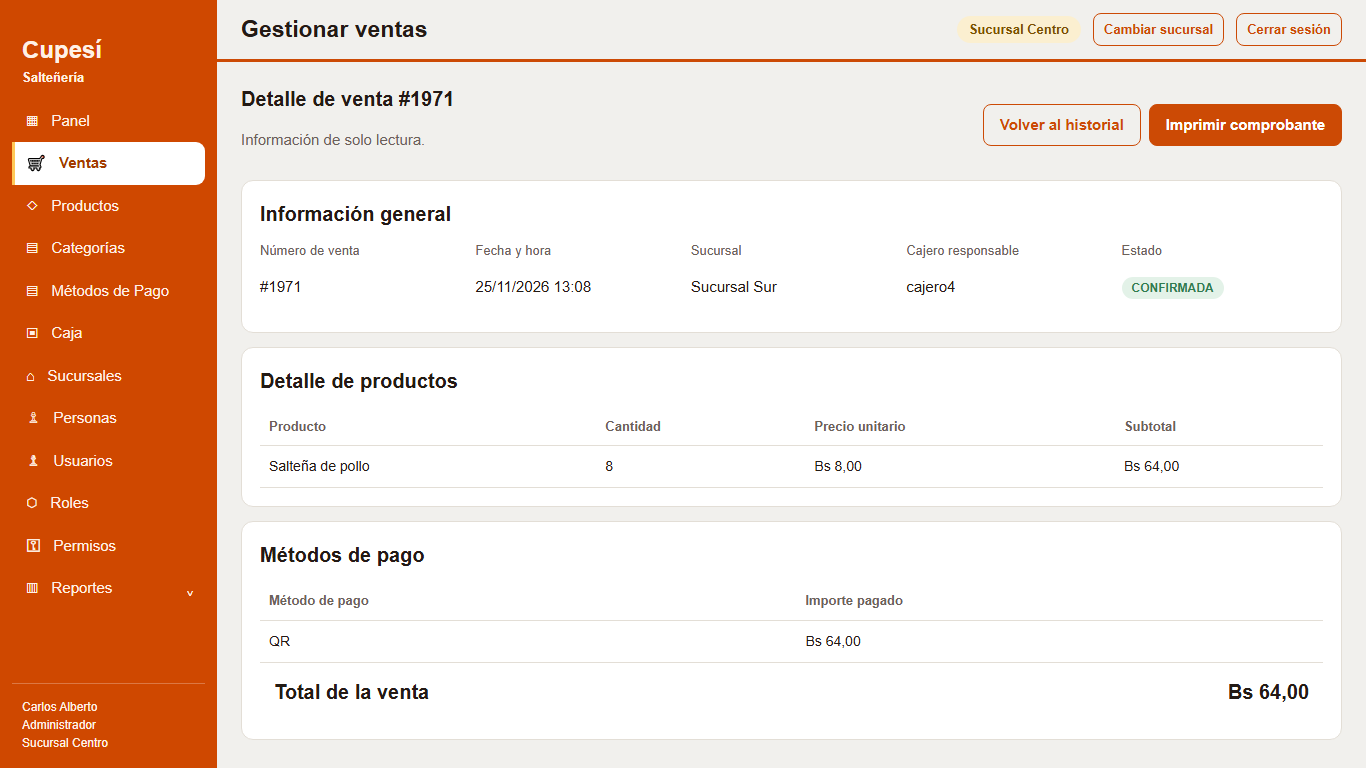 Cupesí
Salteñería
Panel
Ventas
Productos
Categorías
Métodos de Pago
Caja
Sucursales
Personas
Usuarios
Roles
Permisos
Reportes
Carlos Alberto
Administrador
Sucursal Centro
Gestionar ventas
Sucursal Centro
Cambiar sucursal
Cerrar sesión
Detalle de venta #1971
Información de solo lectura.
Volver al historial
Imprimir comprobante
Información general
Número de venta
#1971
Fecha y hora
25/11/2026 13:08
Sucursal
Sucursal Sur
Cajero responsable
cajero4
Estado
CONFIRMADA
Detalle de productos
Producto Cantidad Precio unitario Subtotal
Salteña de pollo 8 Bs 8,00 Bs 64,00
Métodos de pago
Método de pago Importe pagado
QR Bs 64,00
Total de la venta Bs 64,00